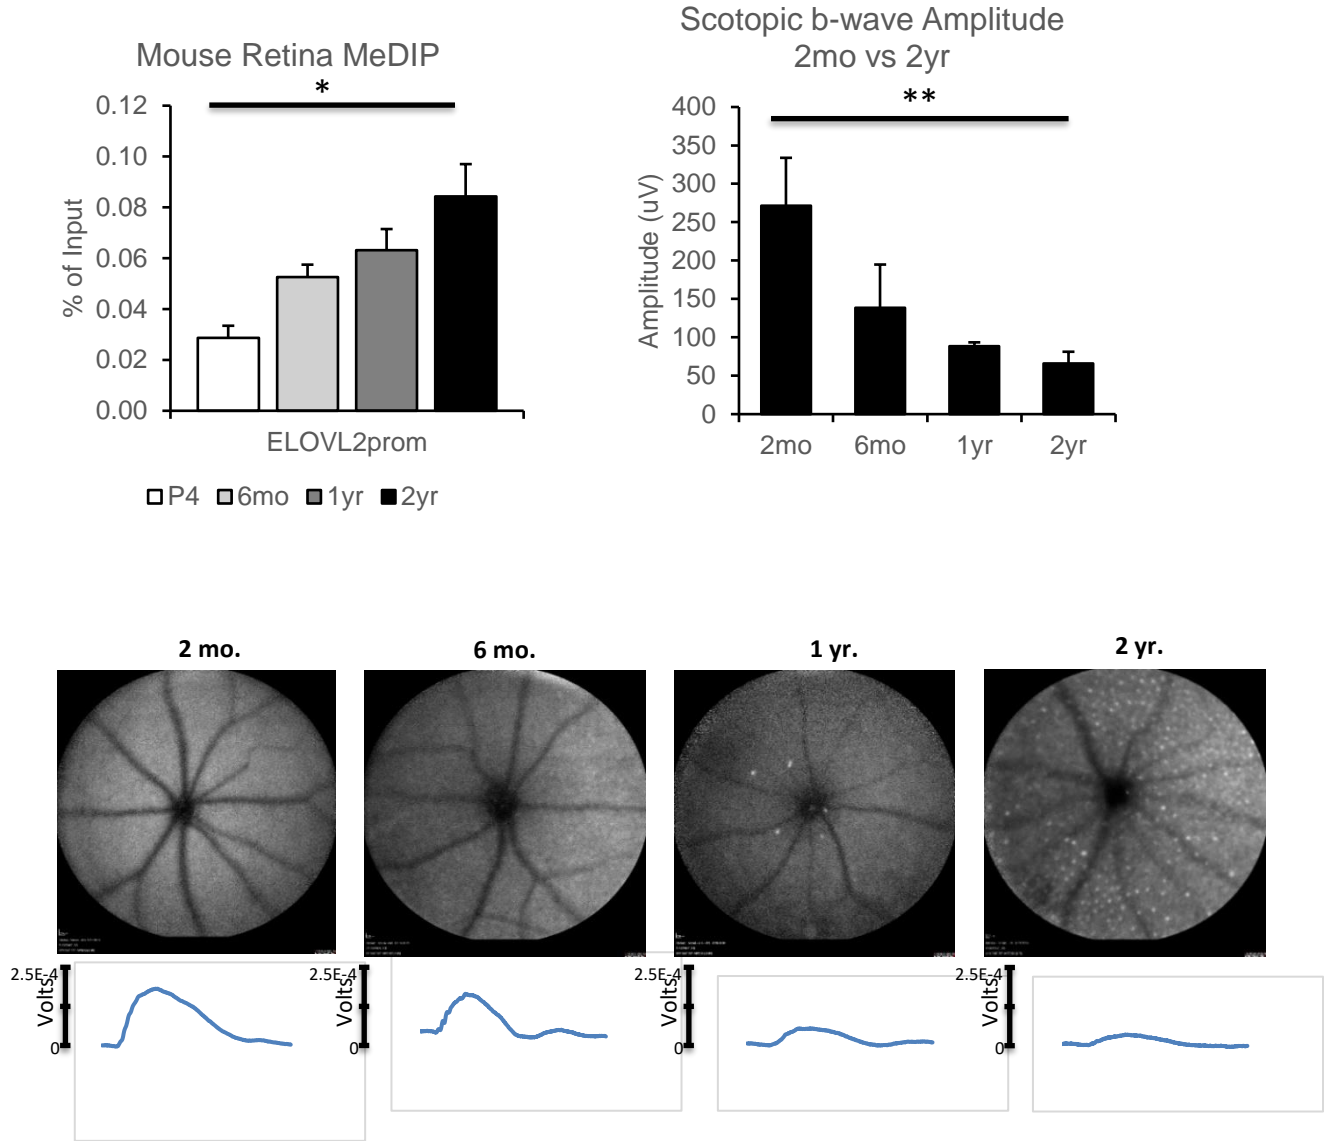 Mouse Retina MeDIP
*
0.12
0.10
0.08
0.06
0.04
0.02
0.00
% of Input
ELOVL2prom
P4 6mo 1yr 2yr
Scotopic b-wave Amplitude
2mo vs 2yr
**
400
350
300
250
200
150
100
50
0
Amplitude (uV)
2mo 6mo 1yr 2yr
2 mo. 6 mo. 1 yr. 2 yr.
2.5E-4 2.5E-4 2.5E-4 2.5E-4
Volts Volts Volts Volts
0 0 0 0